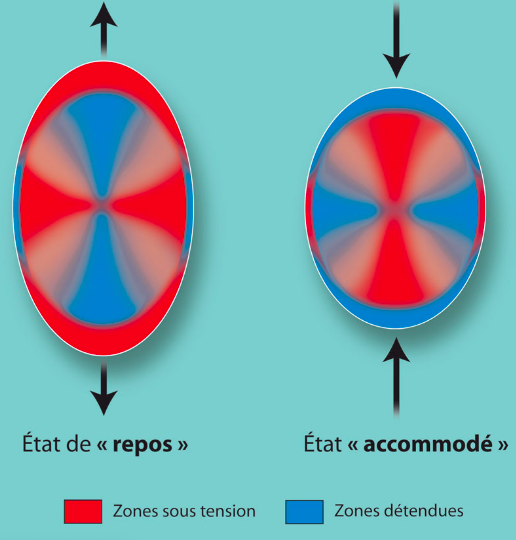 État de « repos »
État « accommodé »
Zones sous tension
Zones détendues